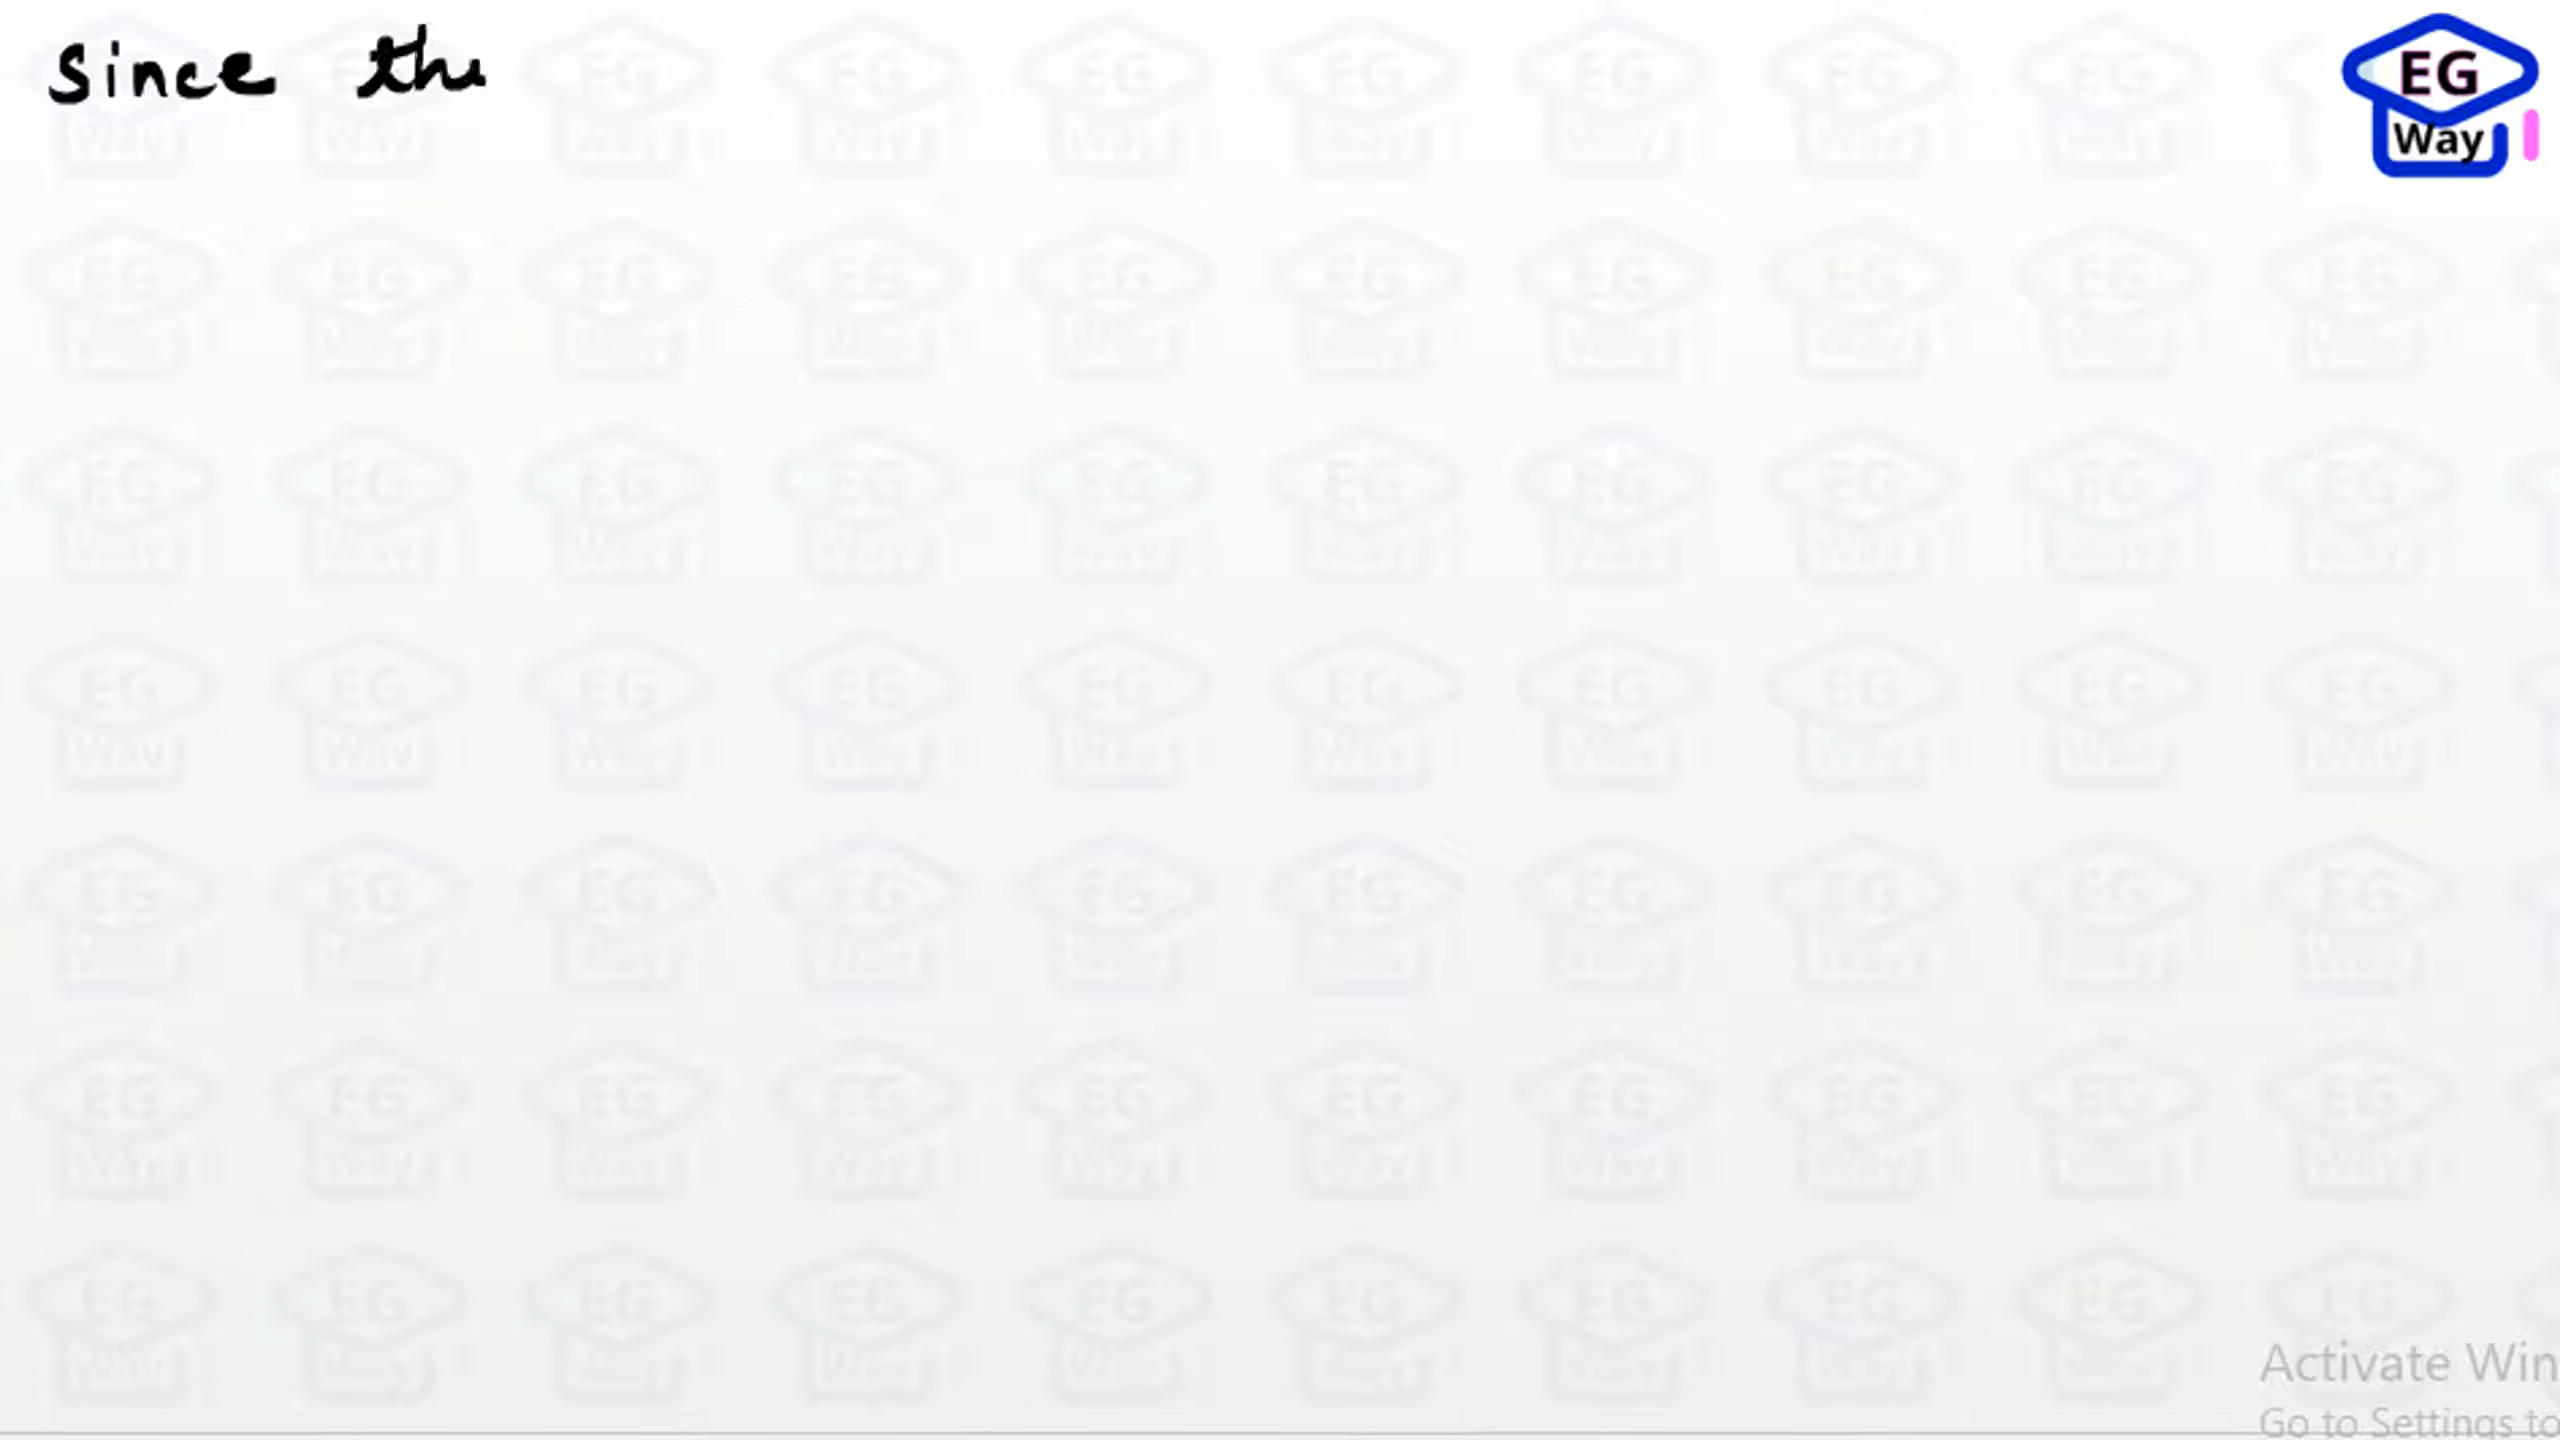 since the
EG
Way
Activate Win
Go to Settings to